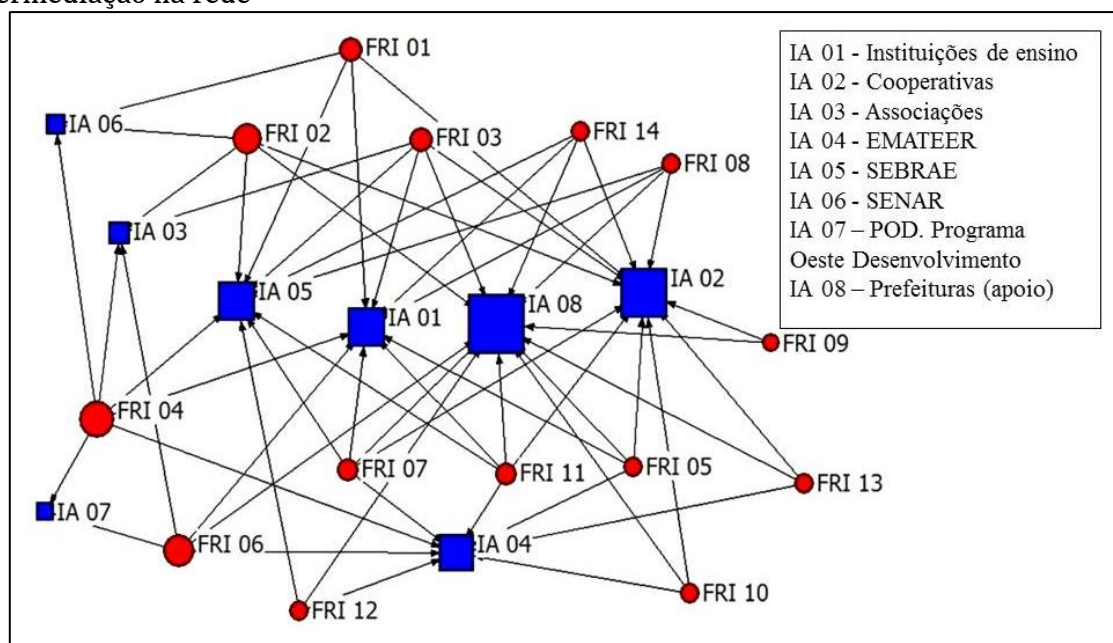 ermediação na rede
FRI 01
IA 06
FRI 02
FRI 03
FRI 14
FRI 08
IA 03
IA 05
IA 01
IA 08
IA 02
FRI 09
FRI 04
FRI 07
FRI 11
FRI 05
FRI 13
IA 07
FRI 06
IA 04
FRI 12
FRI 10
IA 01 - Instituições de ensino
IA 02 - Cooperativas
IA 03 - Associações
IA 04 - EMATEER
IA 05 - SEBRAE
IA 06 - SENAR
IA 07 – POD. Programa
Oeste Desenvolvimento
IA 08 – Prefeituras (apoio)